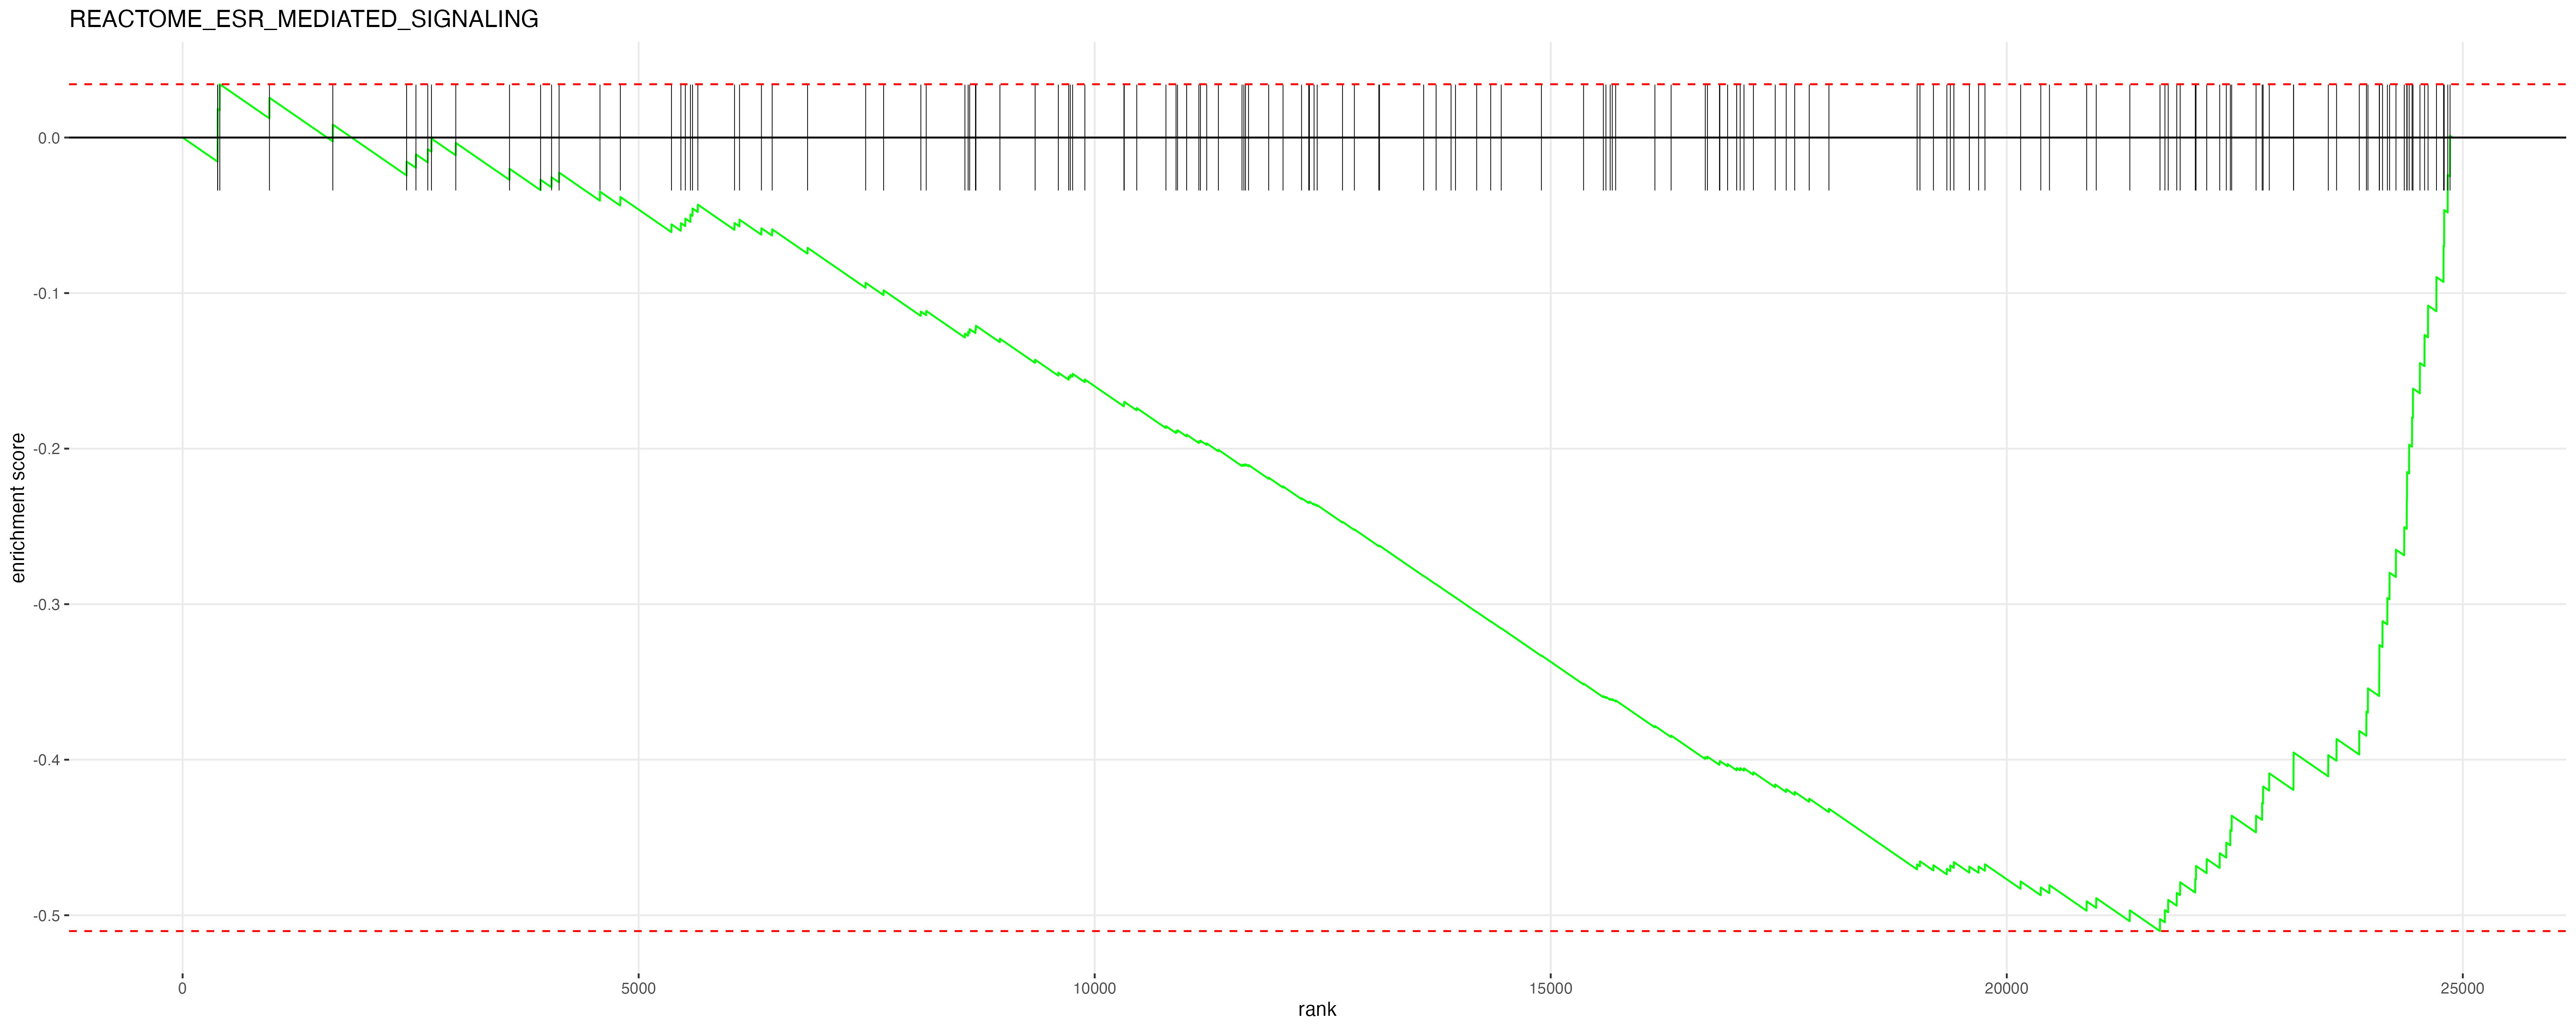 REACTOME_ESR_MEDIATED_SIGNALING
0.0
-0.1
-0.2
-0.3
-0.4
-0.5
enrichment score
0 5000 10000 15000 20000 25000
rank